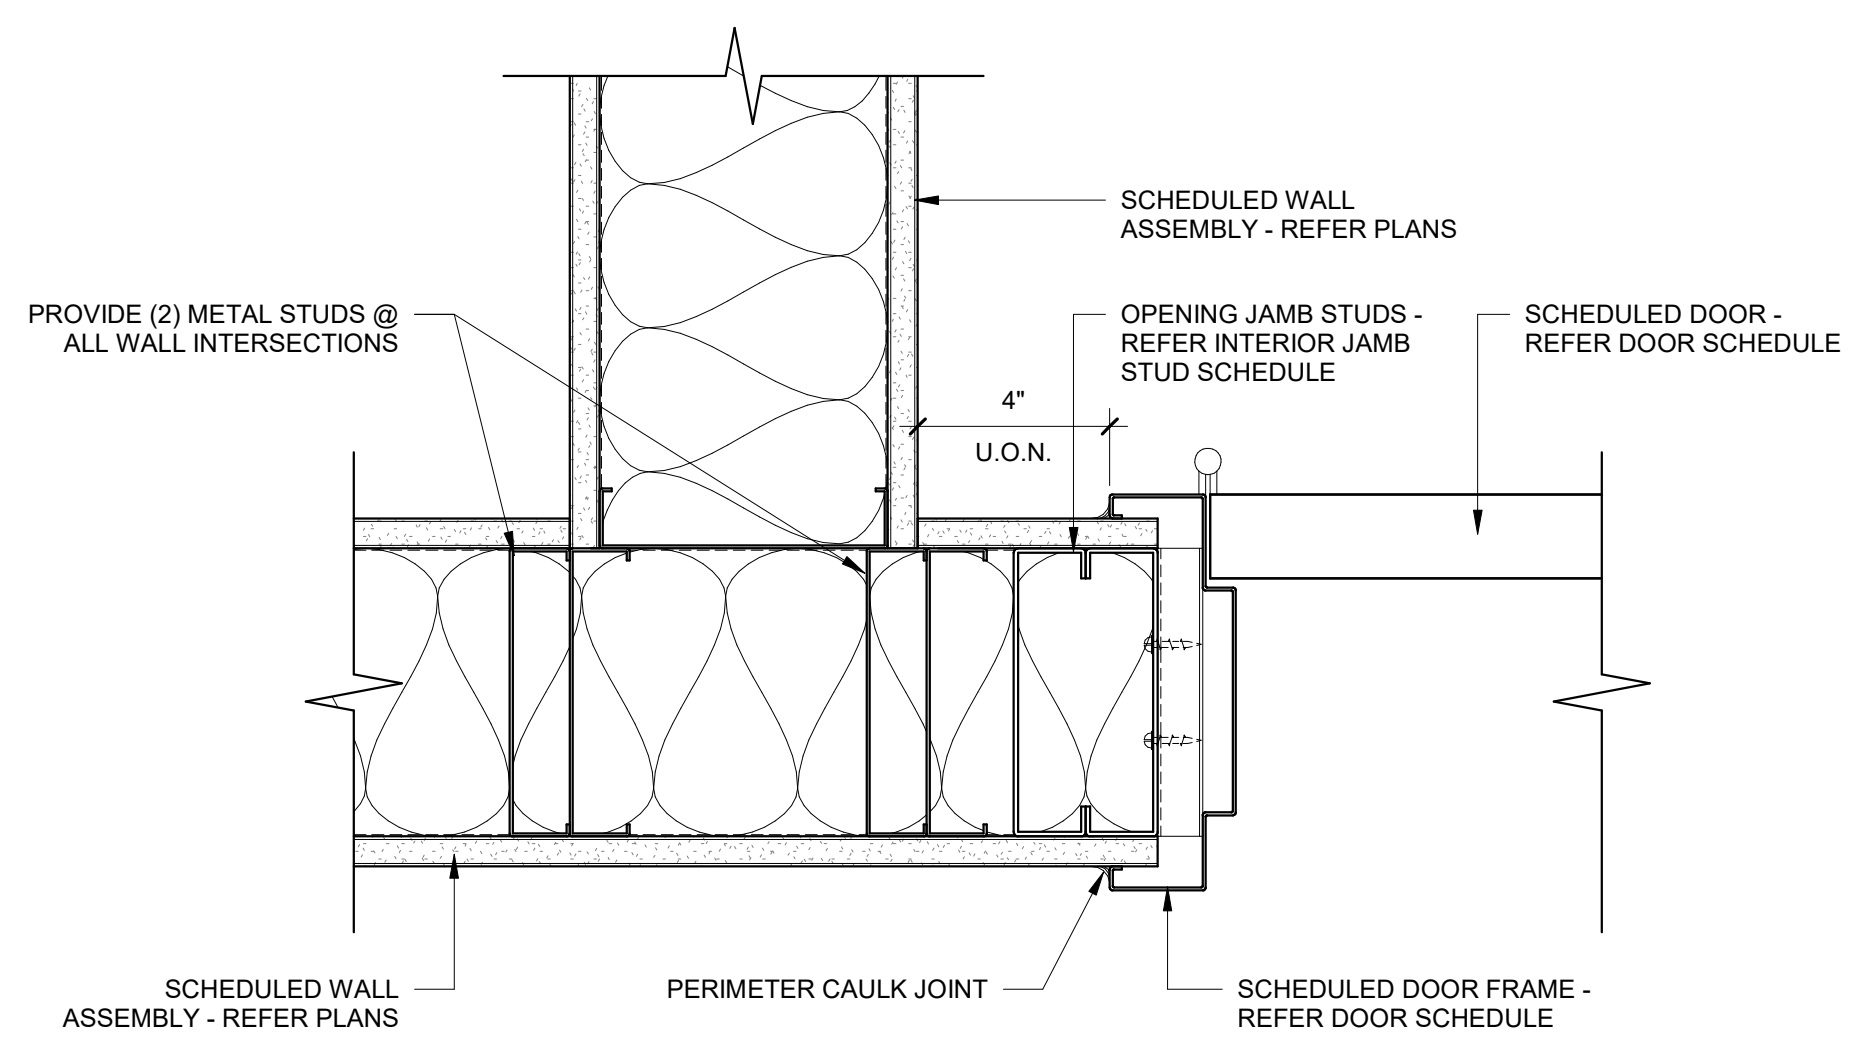 SCHEDULED WALL
ASSEMBLY - REFER PLANS
PROVIDE (2) METAL STUDS @
ALL WALL INTERSECTIONS
OPENING JAMB STUDS -
REFER INTERIOR JAMB
STUD SCHEDULE
SCHEDULED DOOR -
REFER DOOR SCHEDULE
4"
U.O.N.
SCHEDULED WALL
ASSEMBLY - REFER PLANS
PERIMETER CAULK JOINT
SCHEDULED DOOR FRAME -
REFER DOOR SCHEDULE